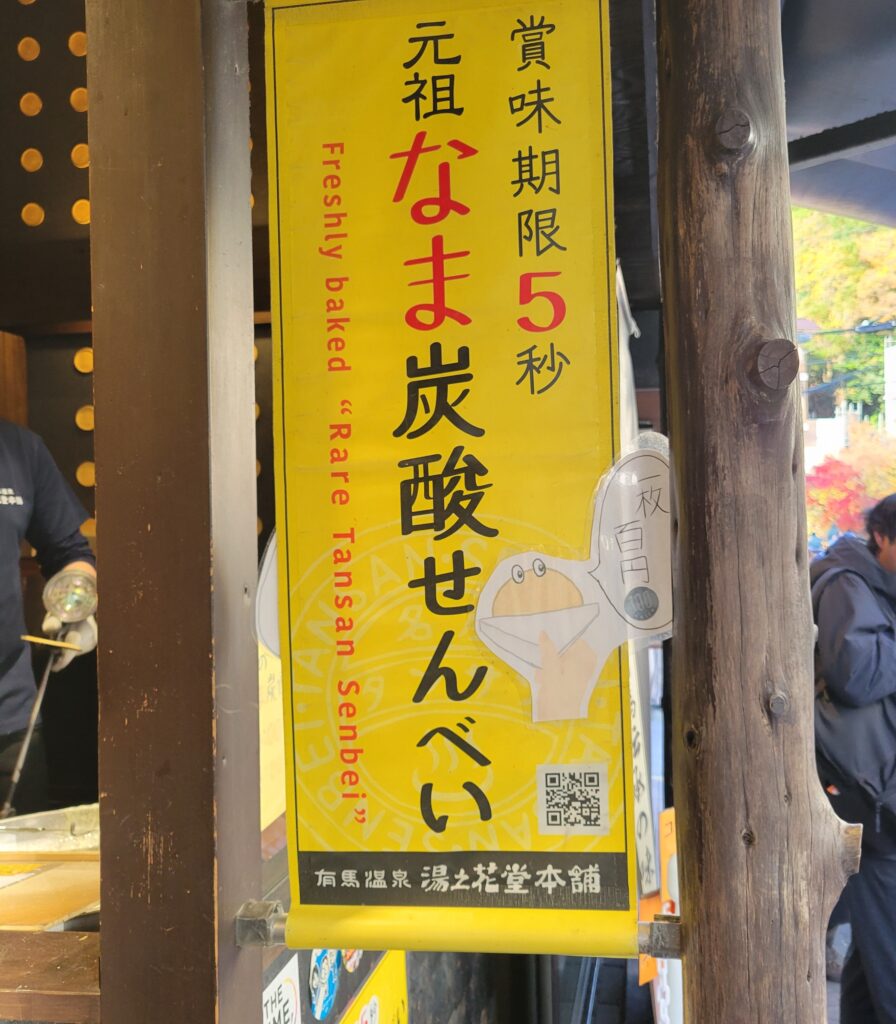 賞味期限5秒
元祖なま炭酸せんべい
Freshly baked “Rare Tansan Senbei”
一枚
百円
有馬温泉 湯之花堂本舗
THE